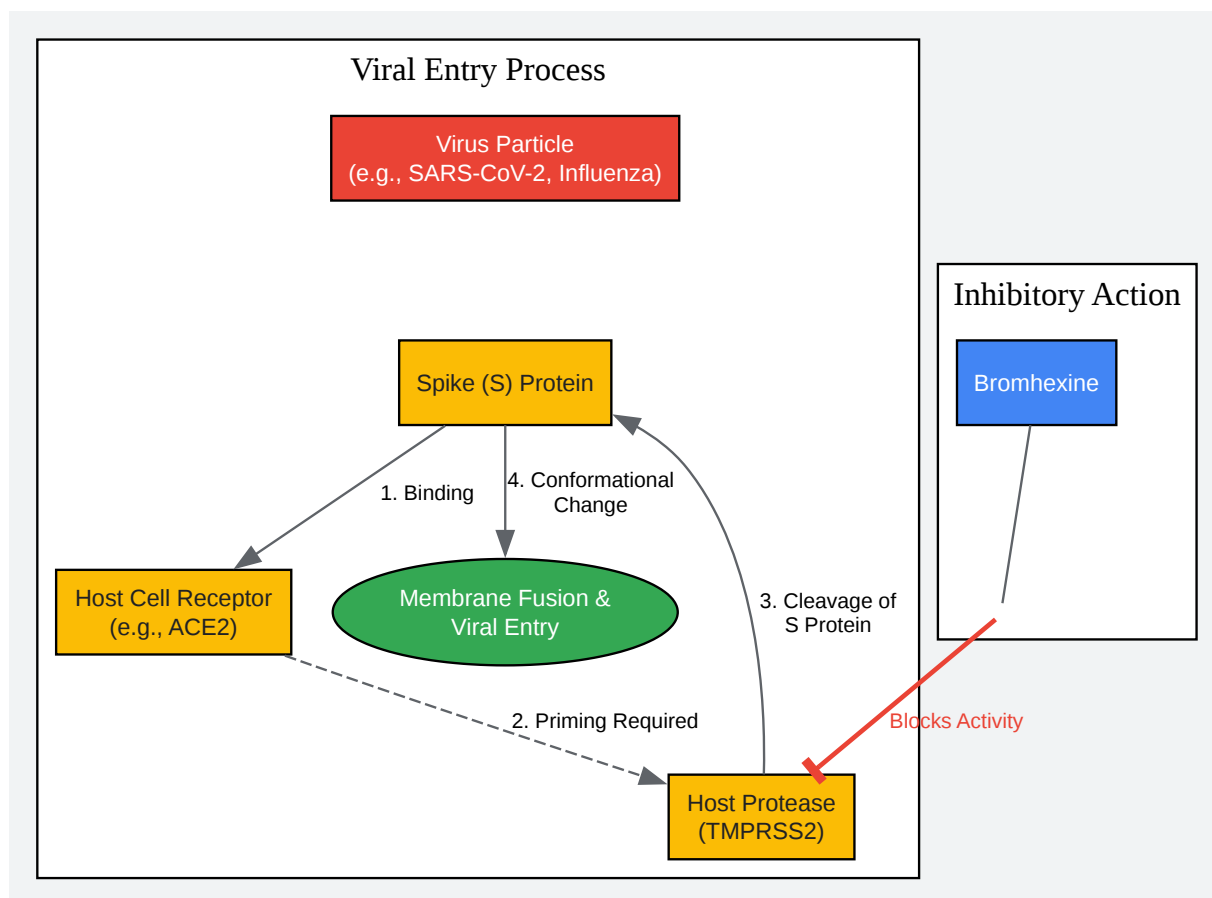 Viral Entry Process
Virus Particle
(e.g., SARS-CoV-2, Influenza)
Inhibitory Action
Spike (S) Protein
Bromhexine
1. Binding
4. Conformational
Change
Host Cell Receptor
(e.g., ACE2)
Membrane Fusion &
Viral Entry
3. Cleavage of
S Protein
2. Priming Required
Blocks Activity
Host Protease
(TMPRSS2)